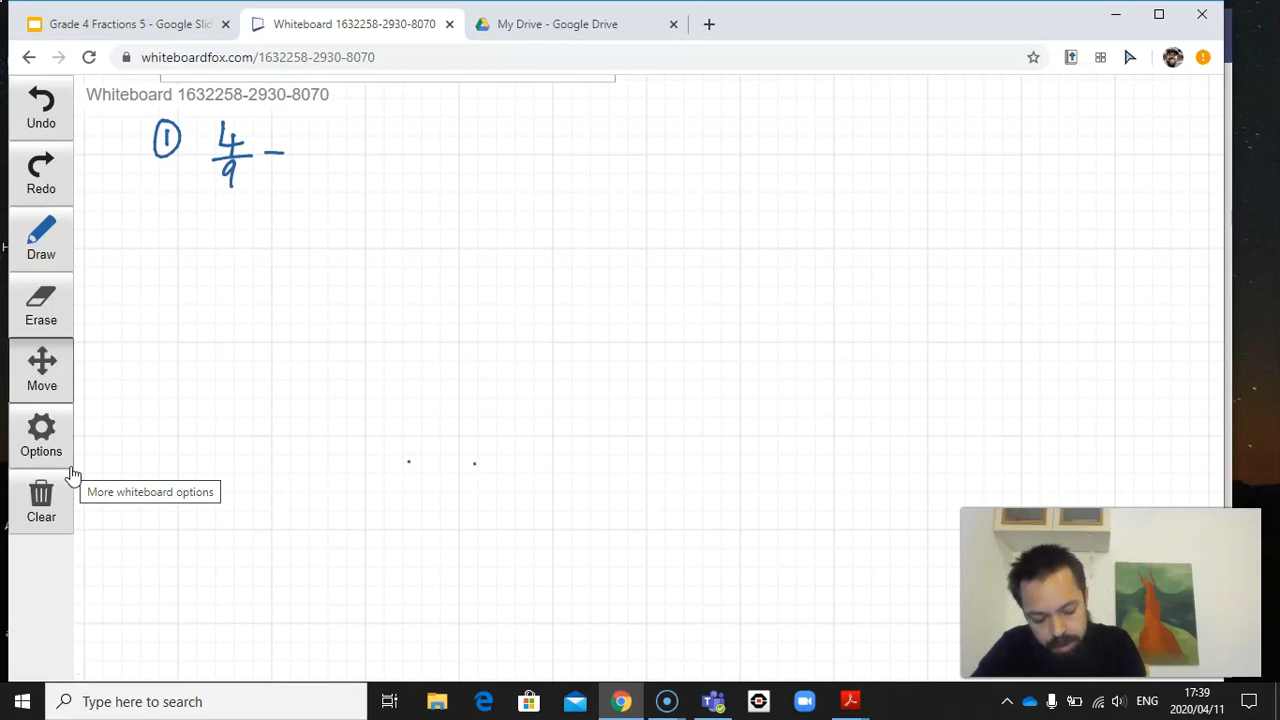 Grade 4 Fractions 5 - Google Slid
Whiteboard 1632258-2930-8070
My Drive - Google Drive
whiteboardfox.com/1632258-2930-8070
Whiteboard 1632258-2930-8070
Undo
Redo
Draw
Erase
Move
Options
Clear
More whiteboard options
① 4/9 -
Type here to search
ENG
17:39
2020/04/11